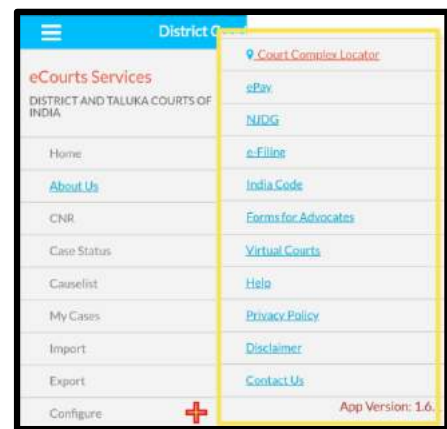 District
eCourts Services
DISTRICT AND TALUKA COURTS OF
INDIA
Home
About Us
CNR
Case Status
Causelist
My Cases
Import
Export
Configure
Court Complex Locator
ePay
NJDG
e-Filing
India Code
Forms for Advocates
Virtual Courts
Help
Privacy Policy
Disclaimer
Contact Us
App Version: 1.6.